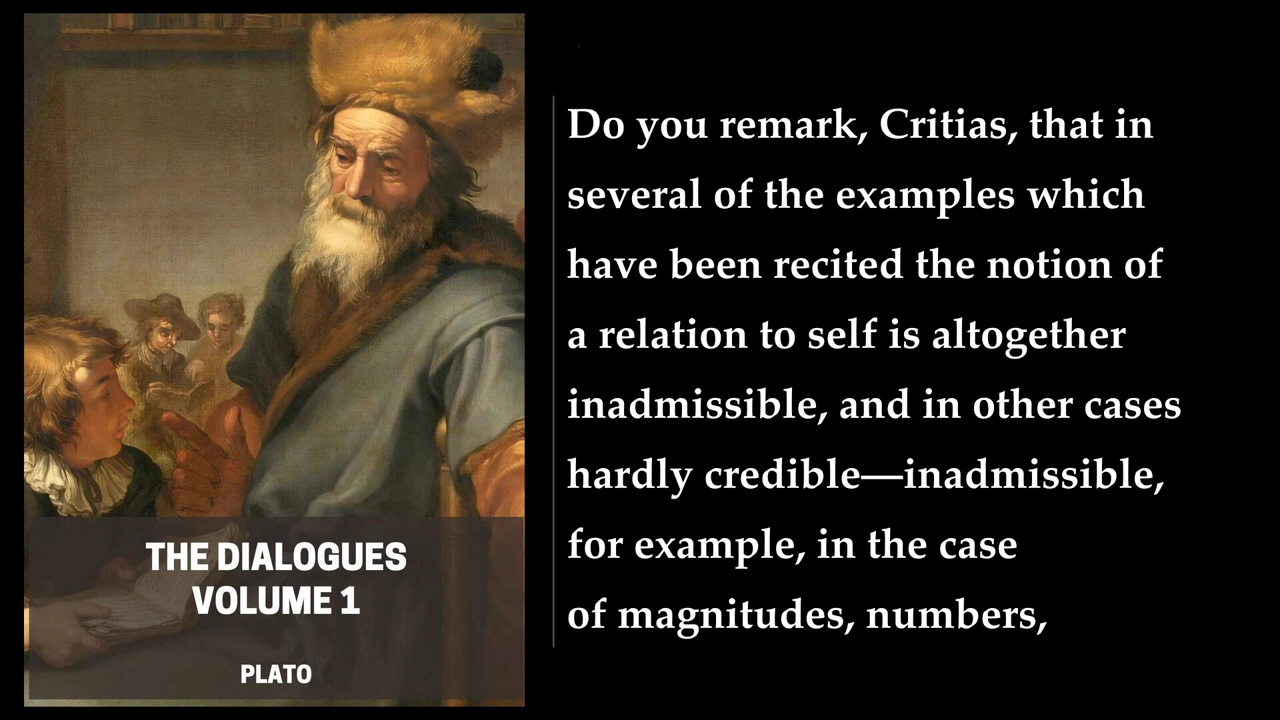 THE DIALOGUES
VOLUME 1
PLATO
Do you remark, Critias, that in
several of the examples which
have been recited the notion of
a relation to self is altogether
inadmissible, and in other cases
hardly credible—inadmissible,
for example, in the case
of magnitudes, numbers,